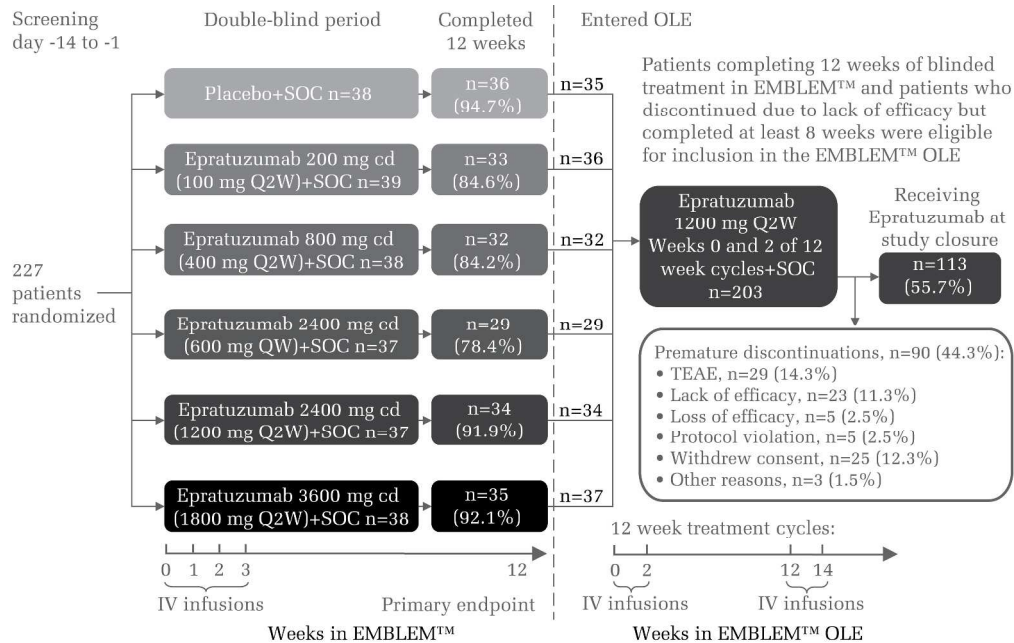 Screening
day -14 to -1
Double-blind period
Completed
12 weeks
Entered OLE
227
patients
randomized
Placebo+SOC n=38
n=36
(94.7%)
n=35
Epratuzumab 200 mg cd
(100 mg Q2W)+SOC n=39
n=33
(84.6%)
n=36
Epratuzumab 800 mg cd
(400 mg Q2W)+SOC n=38
n=32
(84.2%)
n=32
Epratuzumab 2400 mg cd
(600 mg QW)+SOC n=37
n=29
(78.4%)
n=29
Epratuzumab 2400 mg cd
(1200 mg Q2W)+SOC n=37
n=34
(91.9%)
n=34
Epratuzumab 3600 mg cd
(1800 mg Q2W)+SOC n=38
n=35
(92.1%)
n=37
Patients completing 12 weeks of blinded
treatment in EMBLEM™ and patients who
discontinued due to lack of efficacy but
completed at least 8 weeks were eligible
for inclusion in the EMBLEM™ OLE
Epratuzumab
1200 mg Q2W
Weeks 0 and 2 of 12
week cycles+SOC
n=203
Receiving
Epratuzumab at
study closure
n=113
(55.7%)
Premature discontinuations, n=90 (44.3%):
• TEAE, n=29 (14.3%)
• Lack of efficacy, n=23 (11.3%)
• Loss of efficacy, n=5 (2.5%)
• Protocol violation, n=5 (2.5%)
• Withdrew consent, n=25 (12.3%)
• Other reasons, n=3 (1.5%)
0 1 2 3 12
IV infusions
Primary endpoint
Weeks in EMBLEM™
12 week treatment cycles:
0 2 12 14
IV infusions IV infusions
Weeks in EMBLEM™ OLE